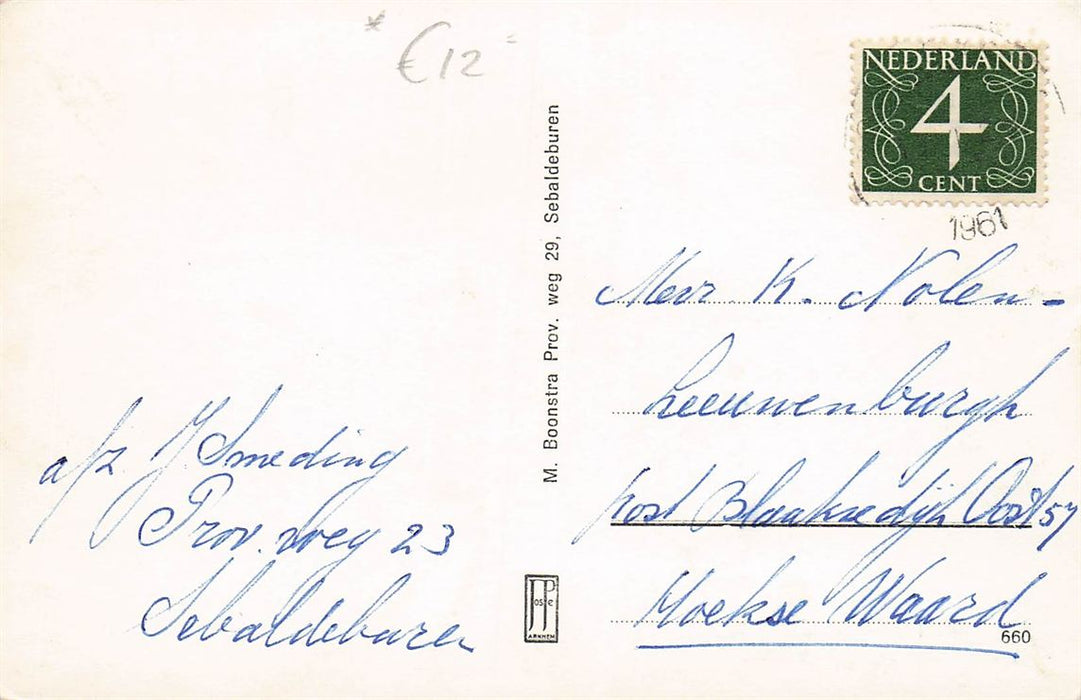 * €12 =
NEDERLAND
4
CENT
1961
M. Boonstra Prov. weg 29, Sebaldeburen
Mevr K. Nolen-
Leeuwenburgh
post Blaaksedijk Oost 57
Hoekse Waard
660
a/z J Smeding
Prov. weg 23
Sebaldeburen
JosPe
ARNHEM